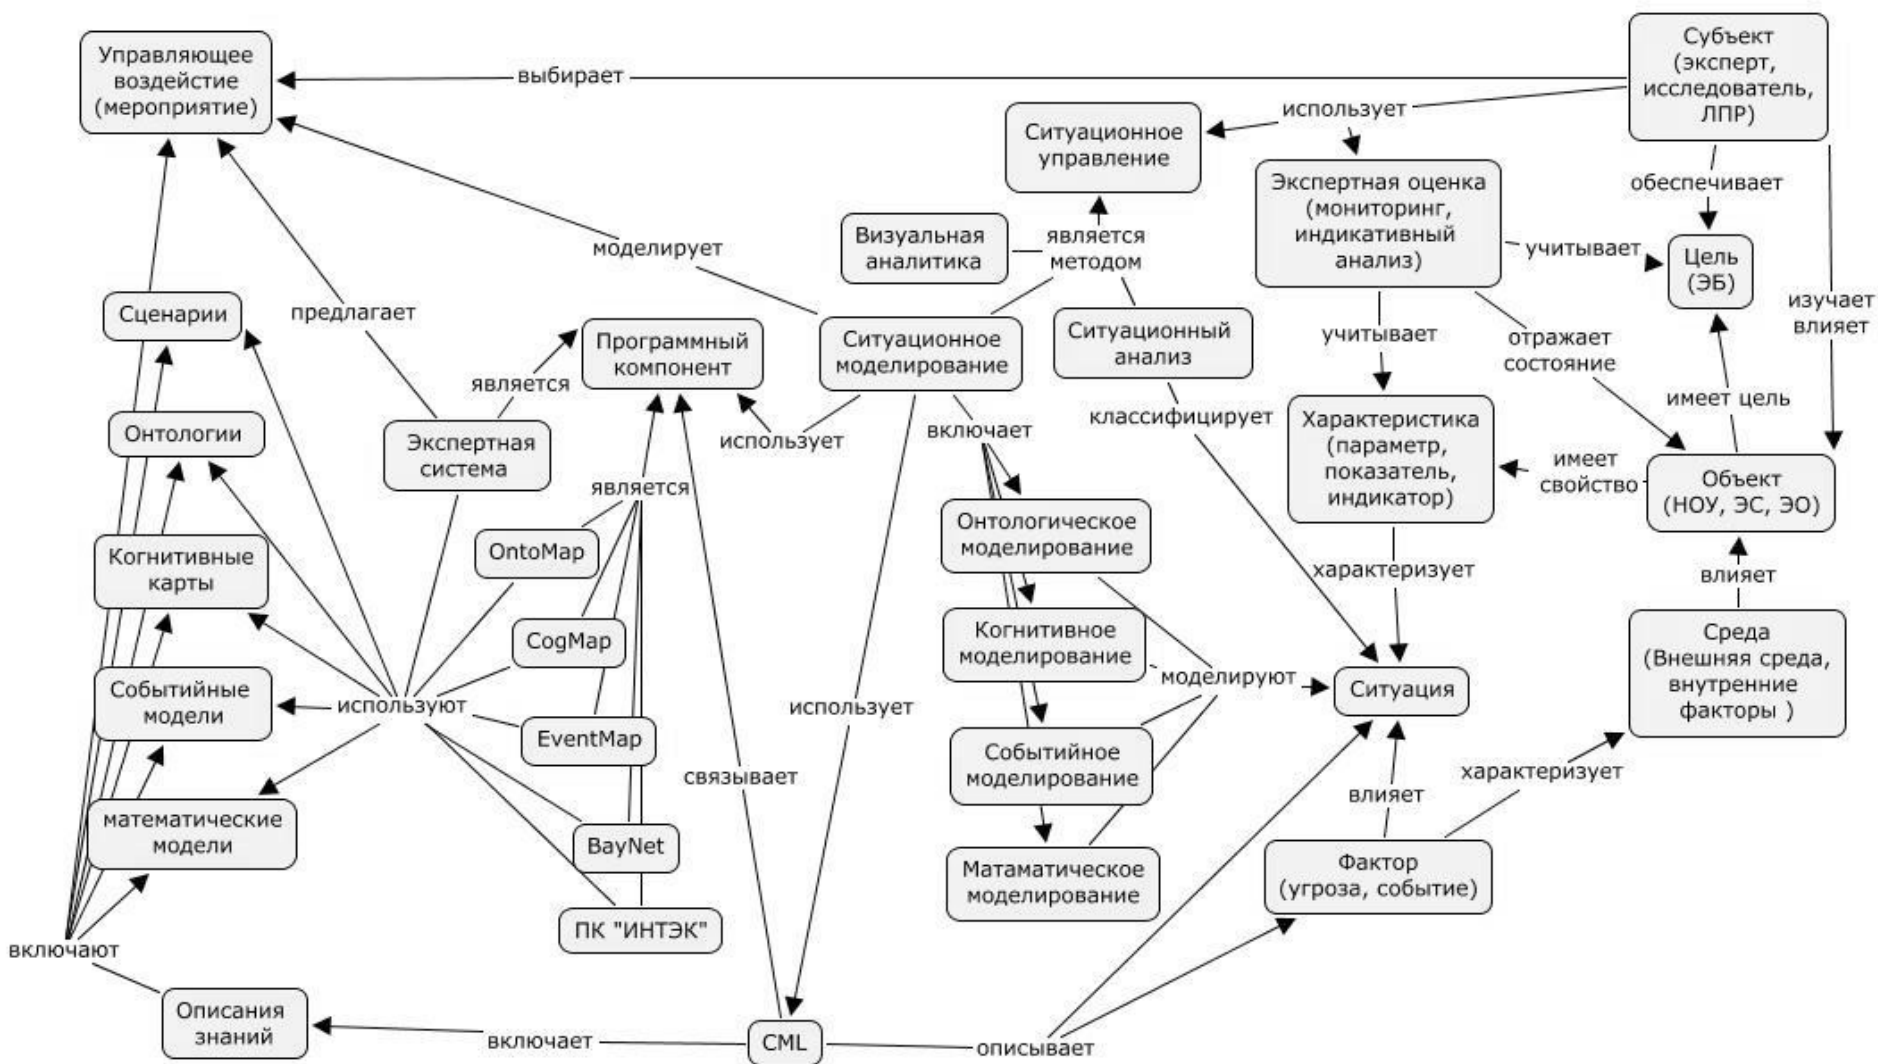 Управляющее
воздейстие
(мероприятие)
выбирает
Субъект
(эксперт,
исследователь,
ЛПР)
использует
Ситуационное
управление
Экспертная оценка
(мониторинг,
индикативный
анализ)
обеспечивает
учитывает
Цель
(ЭБ)
изучает
влияет
Визуальная
аналитика
является
методом
моделирует
предлагает
Сценарии
Программный
компонент
Ситуационное
моделирование
Ситуационный
анализ
учитывает
отражает
состояние
является
использует
включает
классифицирует
имеет цель
Онтологии
Экспертная
система
Характеристика
(параметр,
показатель,
индикатор)
имеет
свойство
Объект
(НОУ, ЭС, ЭО)
является
OntoMap
Онтологическое
моделирование
характеризует
влияет
Когнитивные
карты
CogMap
Когнитивное
моделирование
Среда
(Внешняя среда,
внутренние
факторы )
Событийные
модели
используют
EventMap
использует
моделируют
Ситуация
Событийное
моделирование
связывает
характеризует
влияет
математические
модели
BayNet
Матаматическое
моделирование
Фактор
(угроза, событие)
ПК "ИНТЭК"
включают
Описания
знаний
включает
CML
описывает